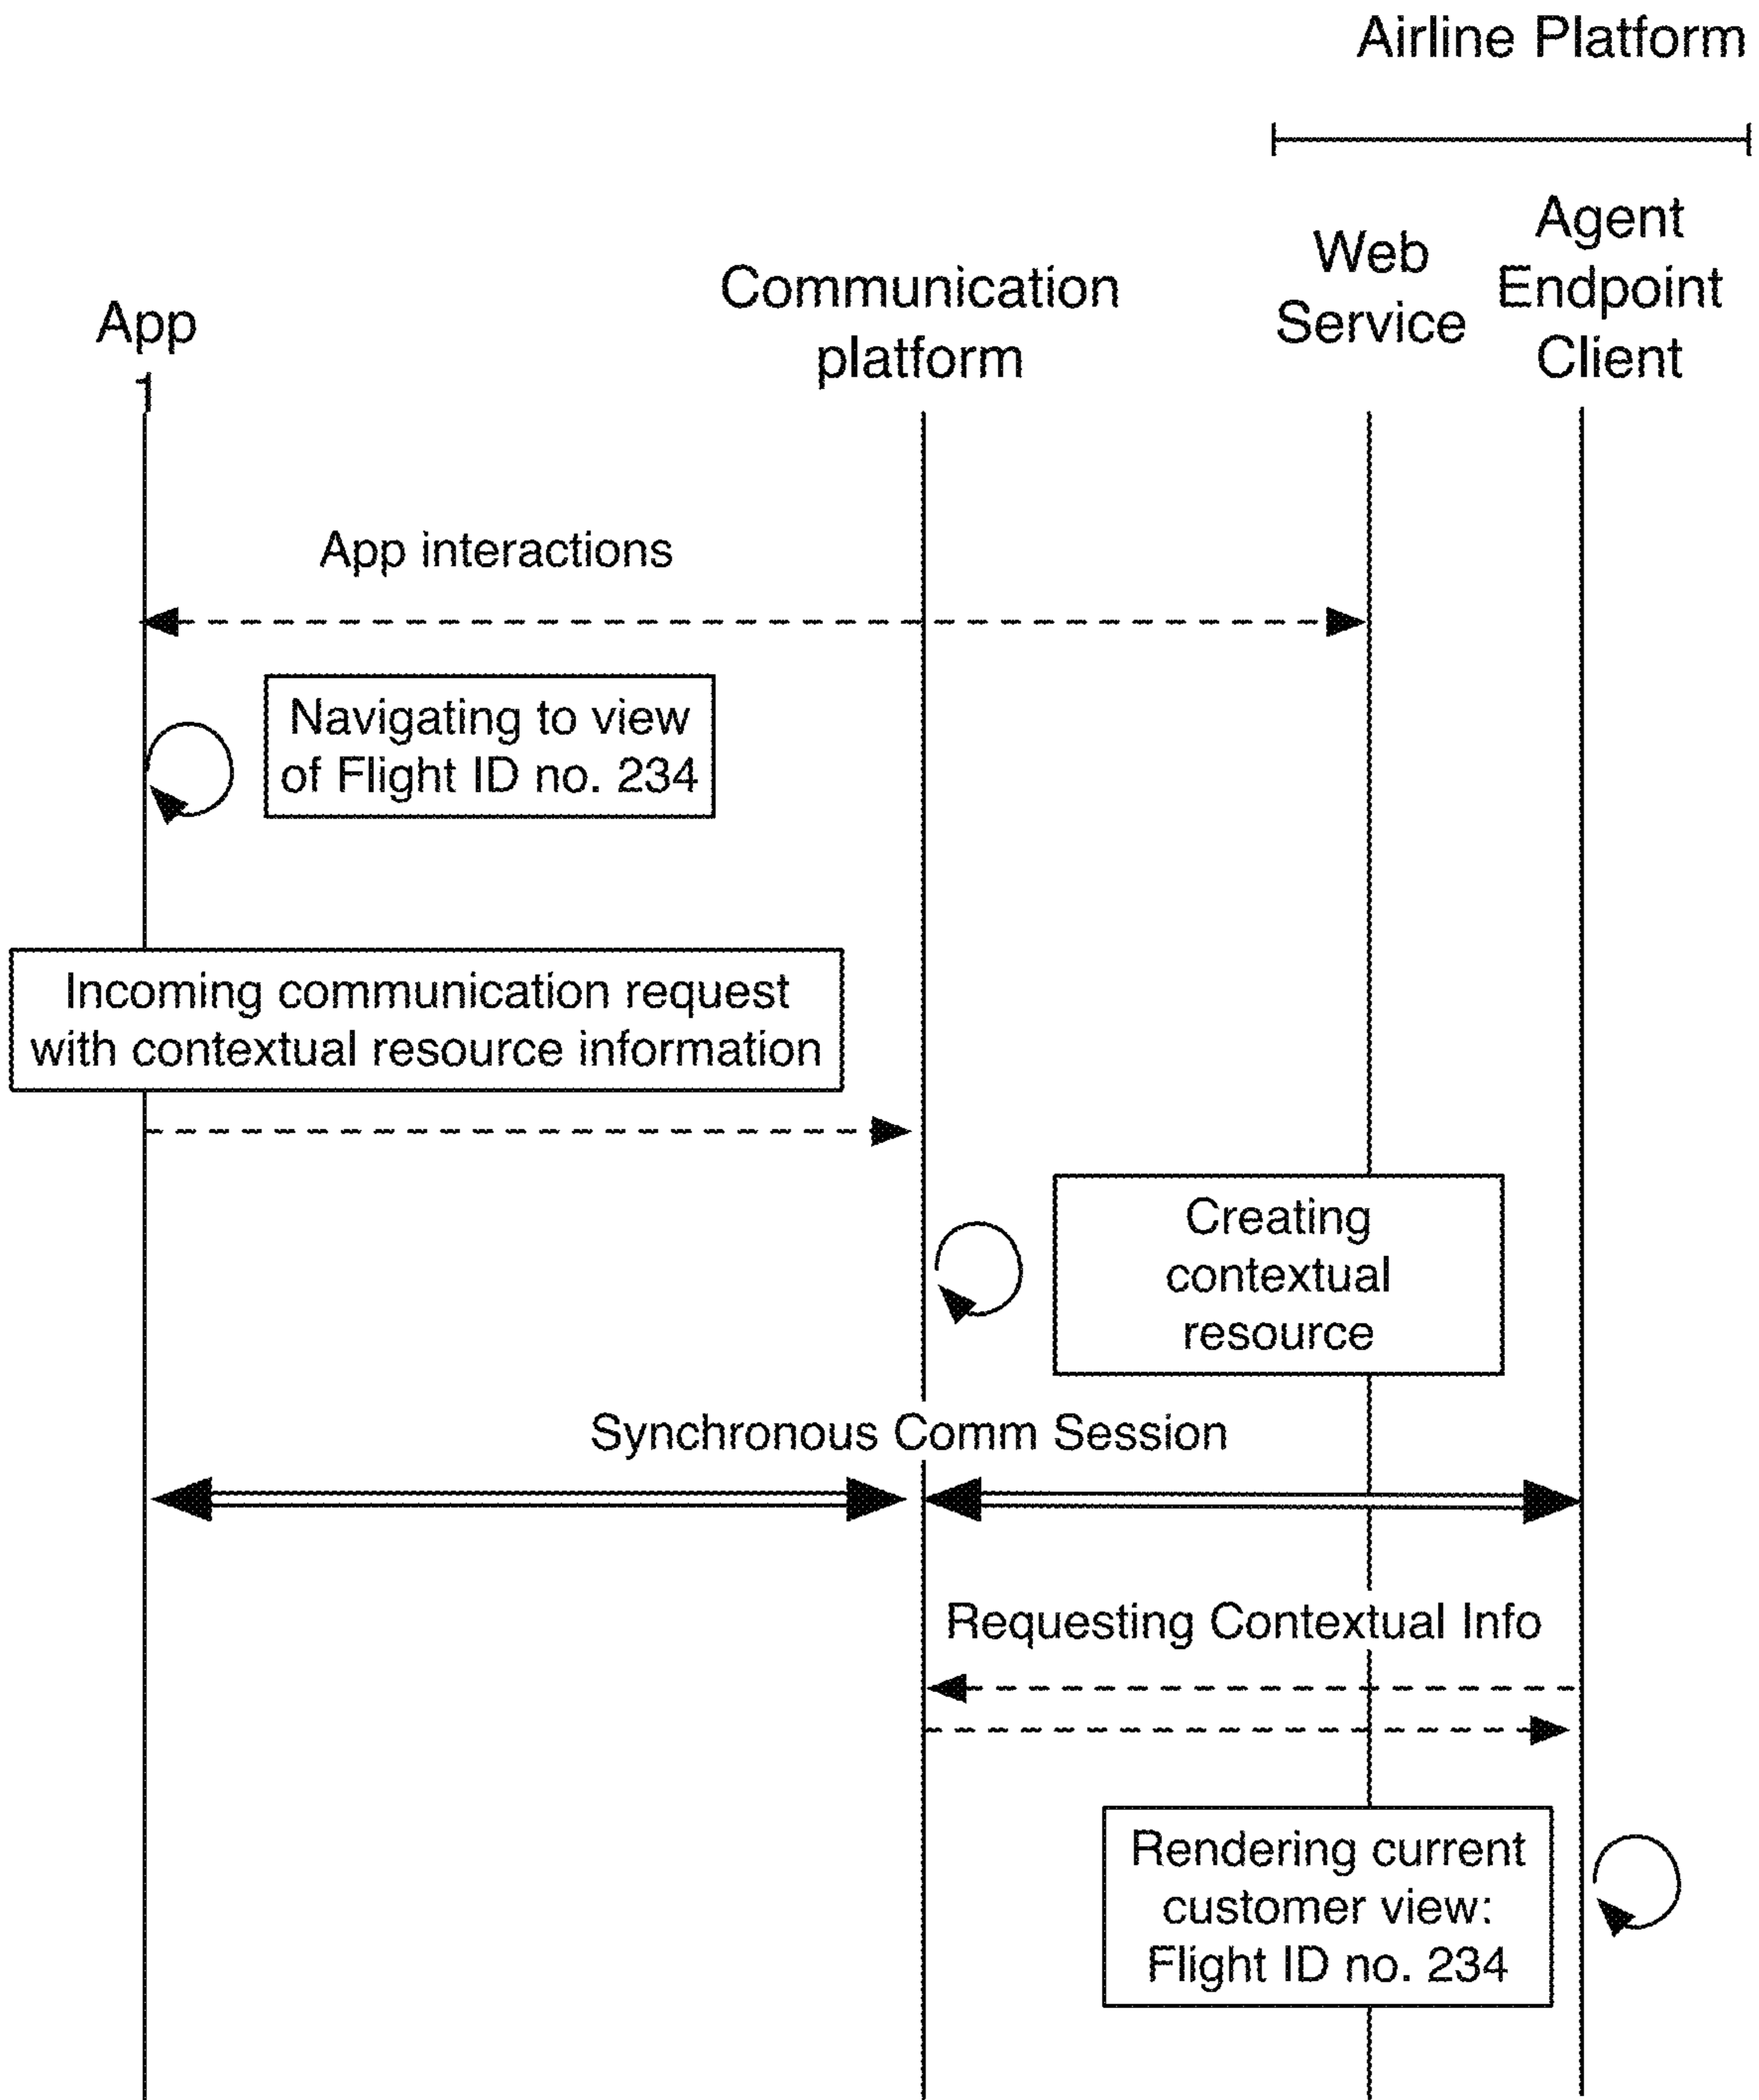 Airline Platform
App
1
Communication
platform
Web
Service
Agent
Endpoint
Client
App interactions
Navigating to view
of Flight ID no. 234
Incoming communication request
with contextual resource information
Creating
contextual
resource
Synchronous Comm Session
Requesting Contextual Info
Rendering current
customer view:
Flight ID no. 234